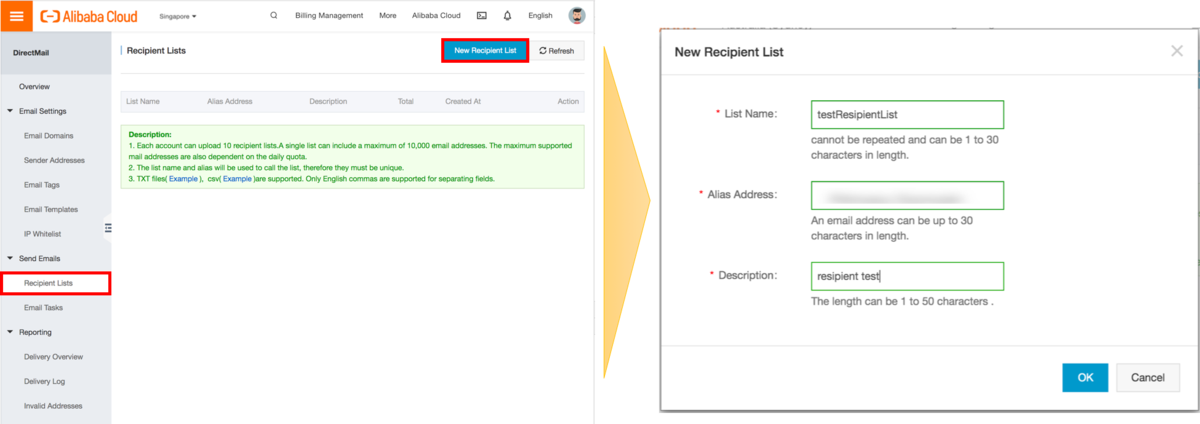 Alibaba Cloud
Singapore
Billing Management
More
Alibaba Cloud
English
DirectMail
Overview
Email Settings
Email Domains
Sender Addresses
Email Tags
Email Templates
IP Whitelist
Send Emails
Recipient Lists
Email Tasks
Reporting
Delivery Overview
Delivery Log
Invalid Addresses
Recipient Lists
New Recipient List
Refresh
List Name Alias Address Description Total Created At Action
Description:
1. Each account can upload 10 recipient lists.A single list can include a maximum of 10,000 email addresses. The maximum supported
mail addresses are also dependent on the daily quota.
2. The list name and alias will be used to call the list, therefore they must be unique.
3. TXT files( Example ), csv( Example )are supported. Only English commas are supported for separating fields.
New Recipient List
* List Name: testResipientList
cannot be repeated and can be 1 to 30
characters in length.
* Alias Address:
An email address can be up to 30
characters in length.
* Description: resipient test
The length can be 1 to 50 characters .
OK
Cancel